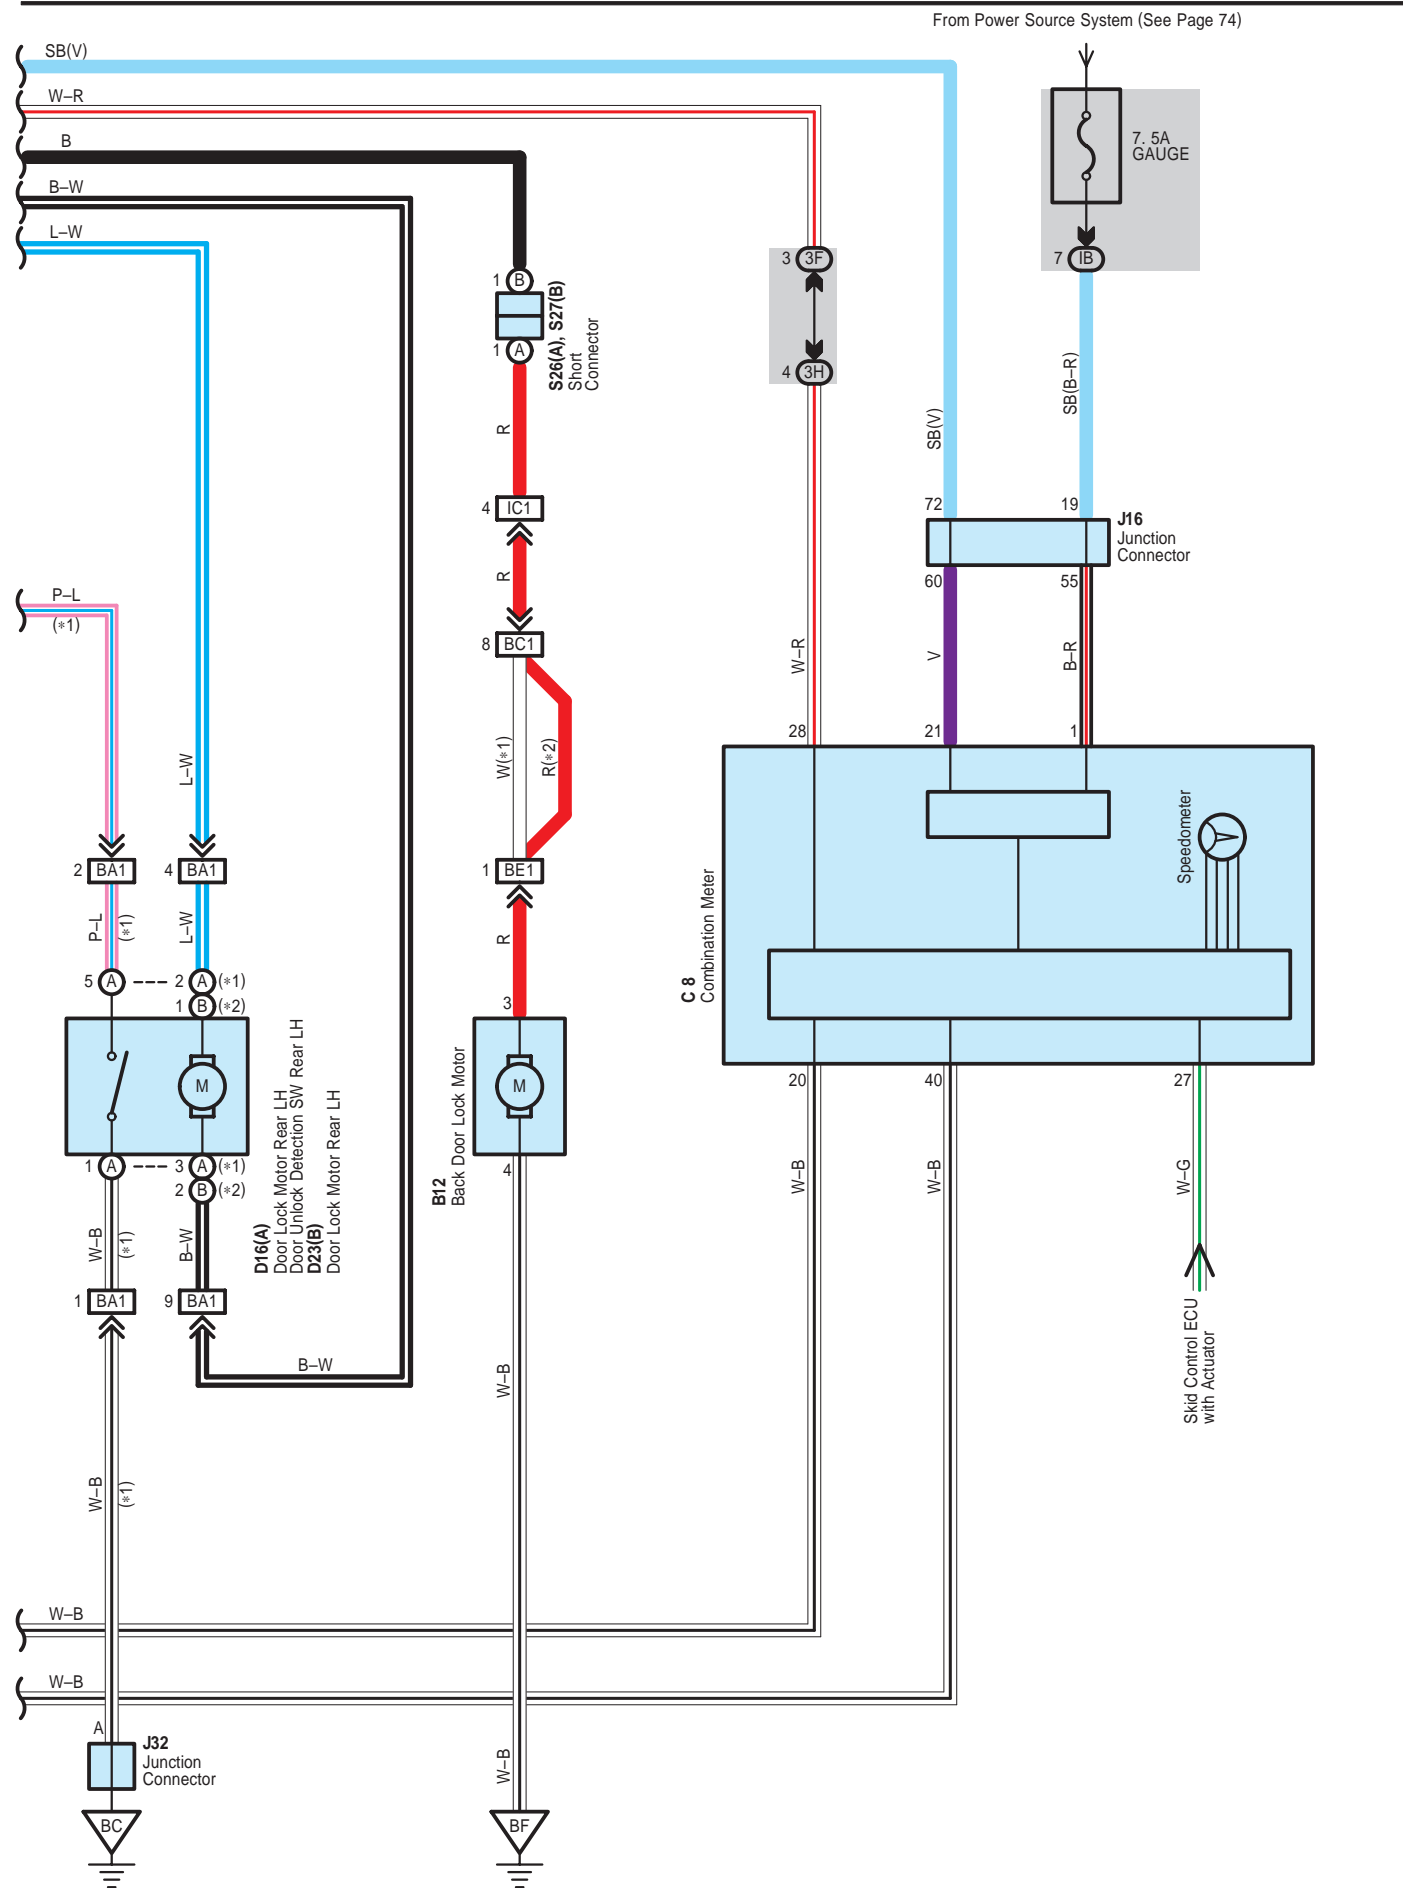 From Power Source System (See Page 74)
SB(V)
W–R
B
B–W
L–W
7. 5A
GAUGE
7 IB
3 3F
4 3H
1 B
1 A
S26(A), S27(B)
Short
Connector
R
4 IC1
R
8 BC1
W(*1)
R(*2)
1 BE1
R
3
SB(V)
SB(B–R)
72
19
J16
Junction
Connector
60
55
W–R
V
B–R
28
21
1
P–L
(*1)
L–W
2 BA1
4 BA1
P–L
(*1)
L–W
5 A
2 A (*1)
1 B (*2)
M
M
1 A
3 A (*1)
2 B (*2)
D16(A)
Door Lock Motor Rear LH
Door Unlock Detection SW Rear LH
D23(B)
Door Lock Motor Rear LH
B12
Back Door Lock Motor
4
C 8
Combination Meter
Speedometer
20
40
27
W–B
(*1)
B–W
1 BA1
9 BA1
B–W
W–B
W–B
W–B
W–G
Skid Control ECU
with Actuator
W–B
(*1)
W–B
W–B
A
J32
Junction
Connector
W–B
BC
BF